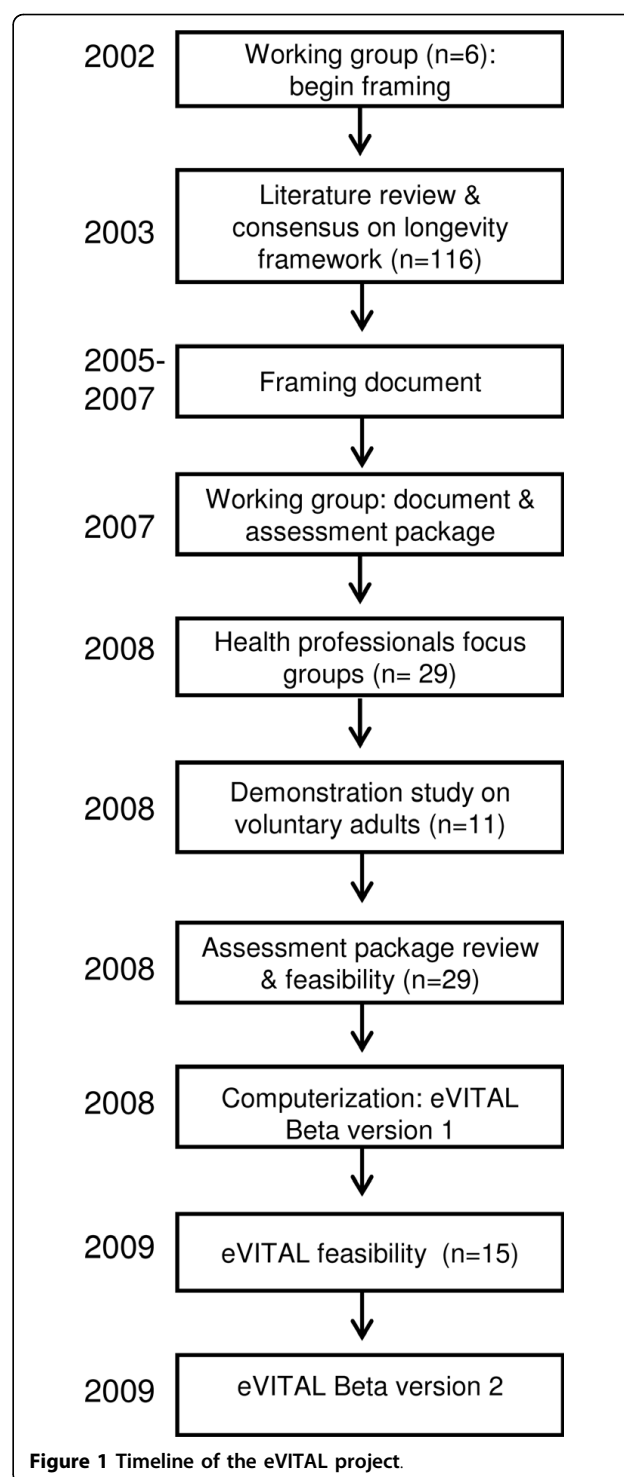 2002
Working group (n=6):
begin framing
2003
Literature review &
consensus on longevity
framework (n=116)
2005-
2007
Framing document
2007
Working group: document &
assessment package
2008
Health professionals focus
groups (n= 29)
2008
Demonstration study on
voluntary adults (n=11)
2008
Assessment package review
& feasibility (n=29)
2008
Computerization: eVITAL
Beta version 1
2009
eVITAL feasibility (n=15)
2009
eVITAL Beta version 2
Figure 1 Timeline of the eVITAL project.